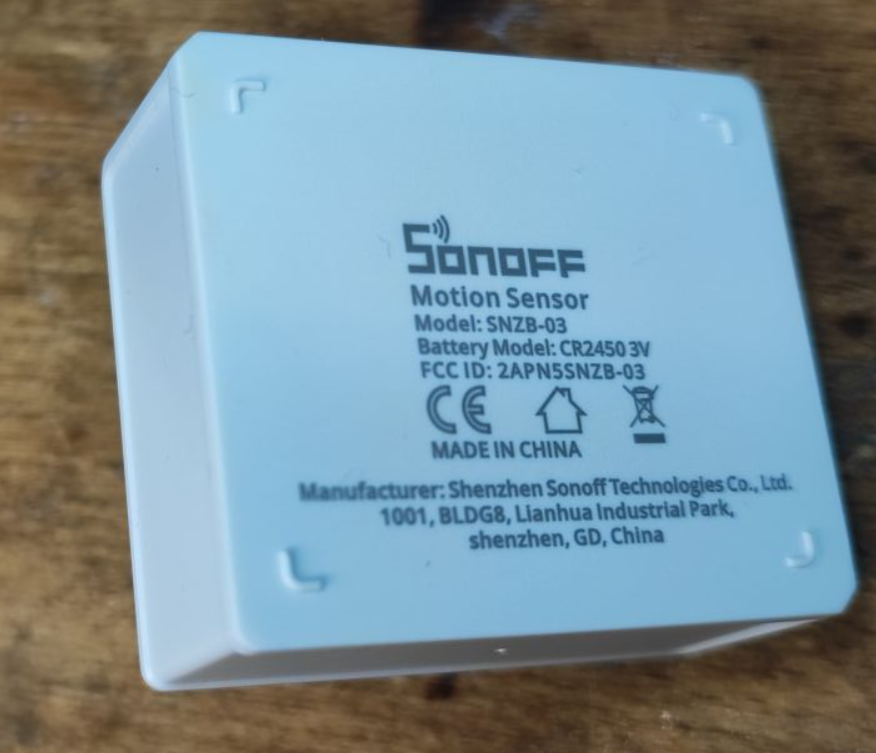 SONOFF
Motion Sensor
Model: SNZB-03
Battery Model: CR2450 3V
FCC ID: 2APN5SNZB-03
CE
MADE IN CHINA
Manufacturer: Shenzhen Sonoff Technologies Co., Ltd.
1001, BLDG8, Lianhua Industrial Park,
shenzhen, GD, China